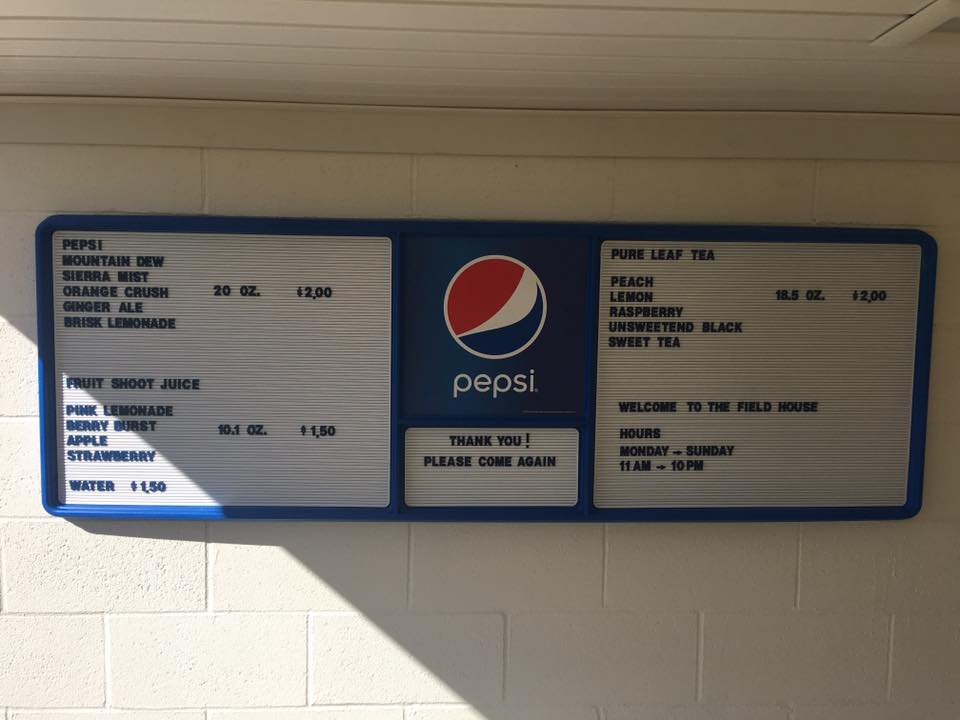 PEPSI
MOUNTAIN DEW
SIERRA MIST
ORANGE CRUSH 20 OZ. $2.00
GINGER ALE
BRISK LEMONADE
FRUIT SHOOT JUICE
PINK LEMONADE
BERRY BURST 10.1 OZ. $1.50
APPLE
STRAWBERRY
WATER $1.50
pepsi
THANK YOU!
PLEASE COME AGAIN
PURE LEAF TEA
PEACH
LEMON 18.5 OZ. $2.00
RASPBERRY
UNSWEETEND BLACK
SWEET TEA
WELCOME TO THE FIELD HOUSE
HOURS
MONDAY → SUNDAY
11 AM → 10 PM